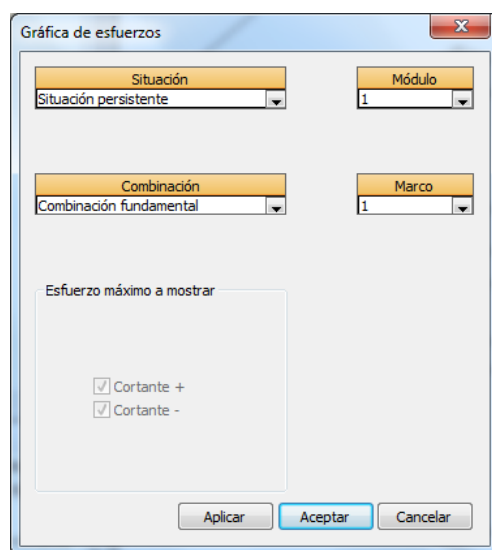 Gráfica de esfuerzos
Situación
Módulo
Situación persistente
1
Combinación
Marco
Combinación fundamental
1
Esfuerzo máximo a mostrar
Cortante +
Cortante -
Aplicar
Aceptar
Cancelar